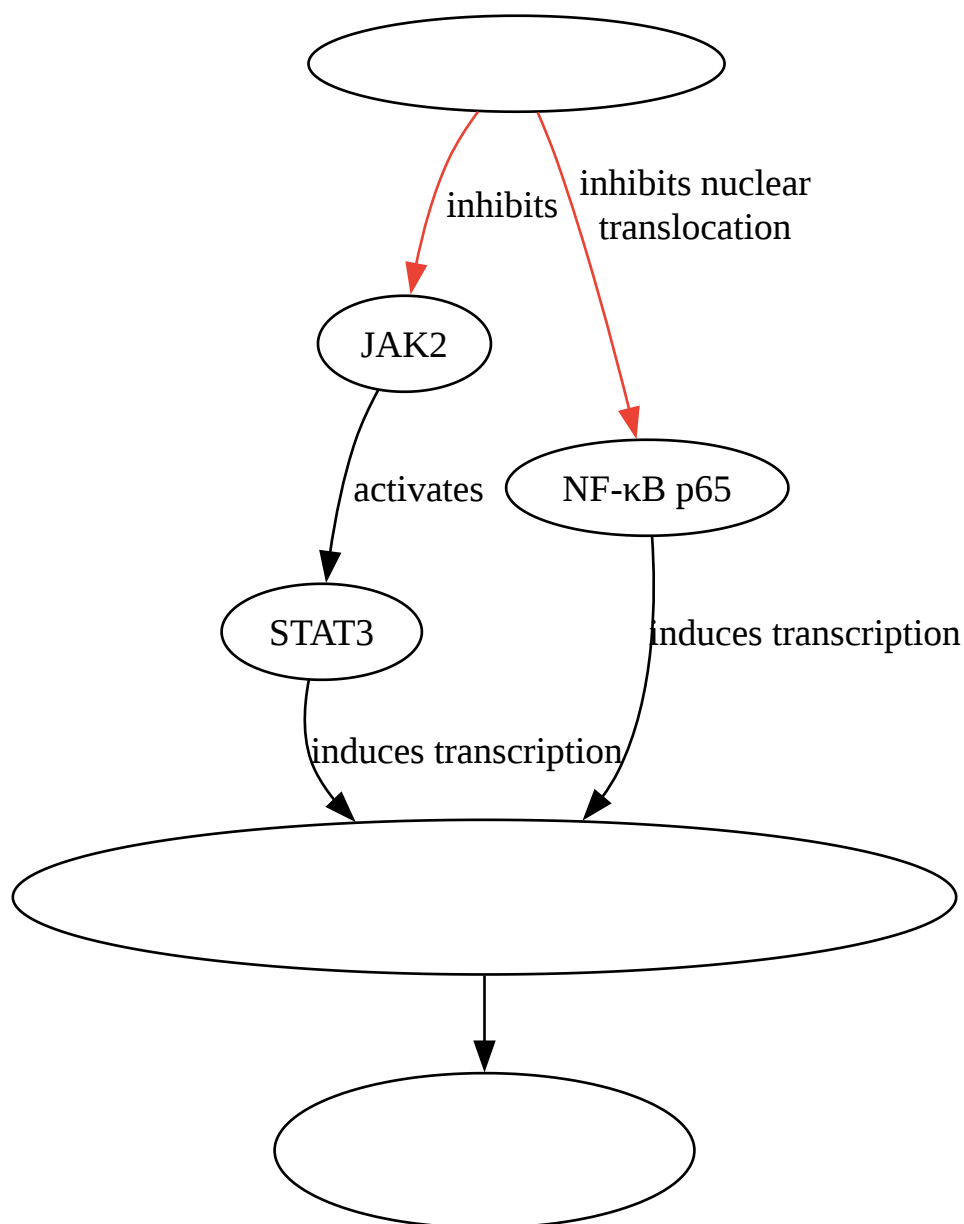 inhibits
inhibits nuclear
translocation
JAK2
activates
NF-κB p65
STAT3
induces transcription
induces transcription